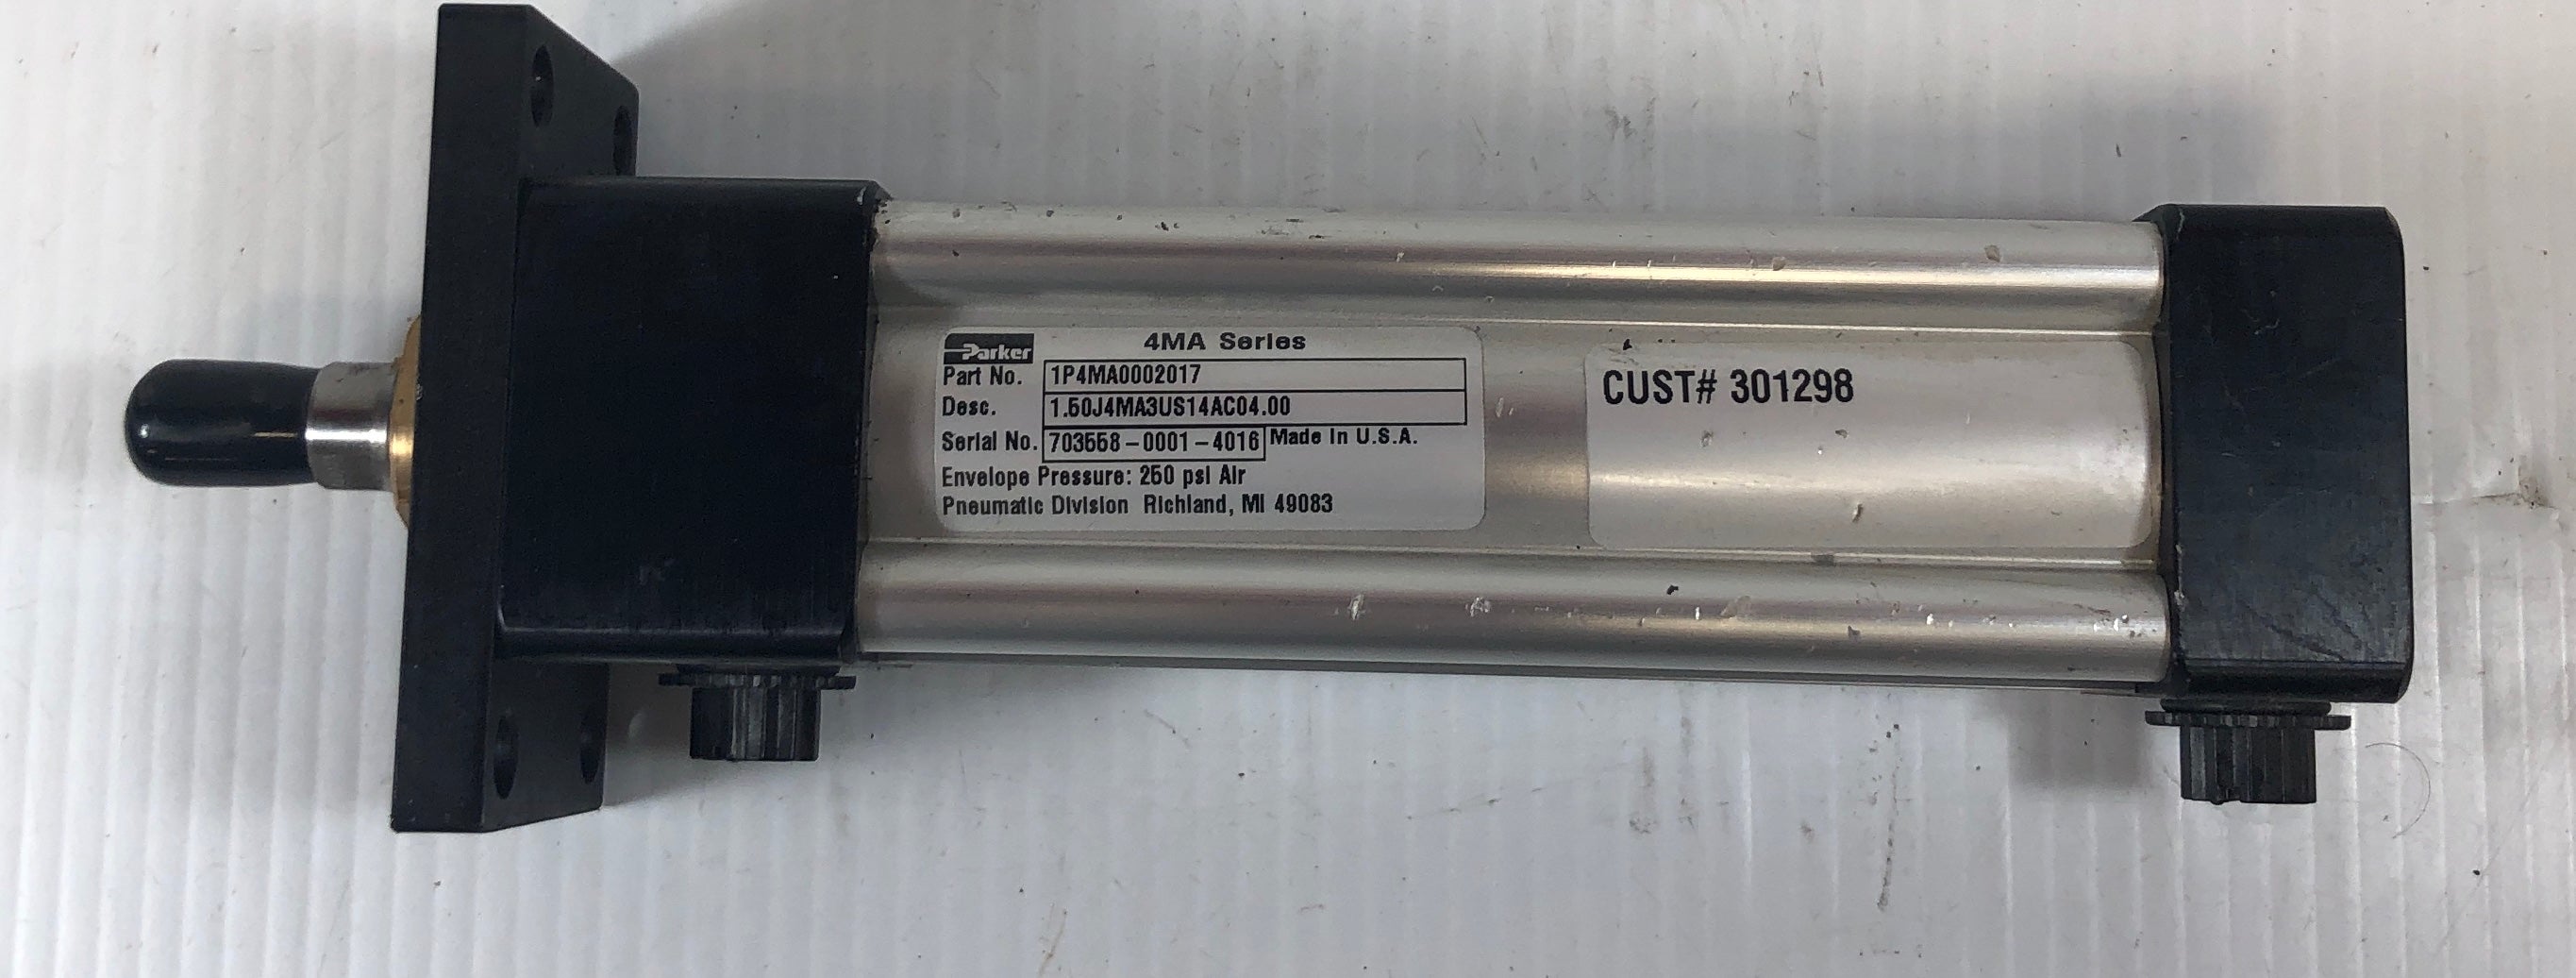 Parker 4MA Series
Part No. 1P4MA0002017
Desc. 1.50J4MA3US14AC04.00
Serial No. 703558-0001-4016 Made In U.S.A.
Envelope Pressure: 250 psi Air
Pneumatic Division Richland, MI 49083
CUST# 301298